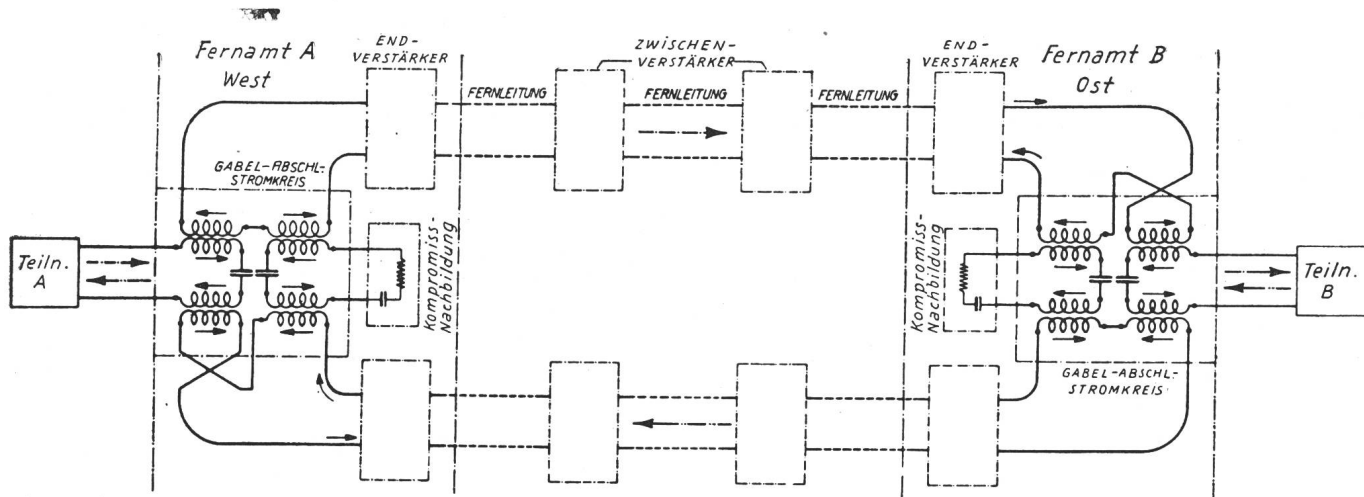 Fernamt A
West
END-
VERSTÄRKER
ZWISCHEN-
VERSTÄRKER
END-
VERSTÄRKER
Fernamt B
Ost
FERNLEITUNG
FERNLEITUNG
FERNLEITUNG
GABEL-ABSCHL-
STROMKREIS
Teiln.
A
Kompromiss-
Nachbildung
Kompromiss-
Nachbildung
Teiln.
B
GABEL-ABSCHL-
STROMKREIS